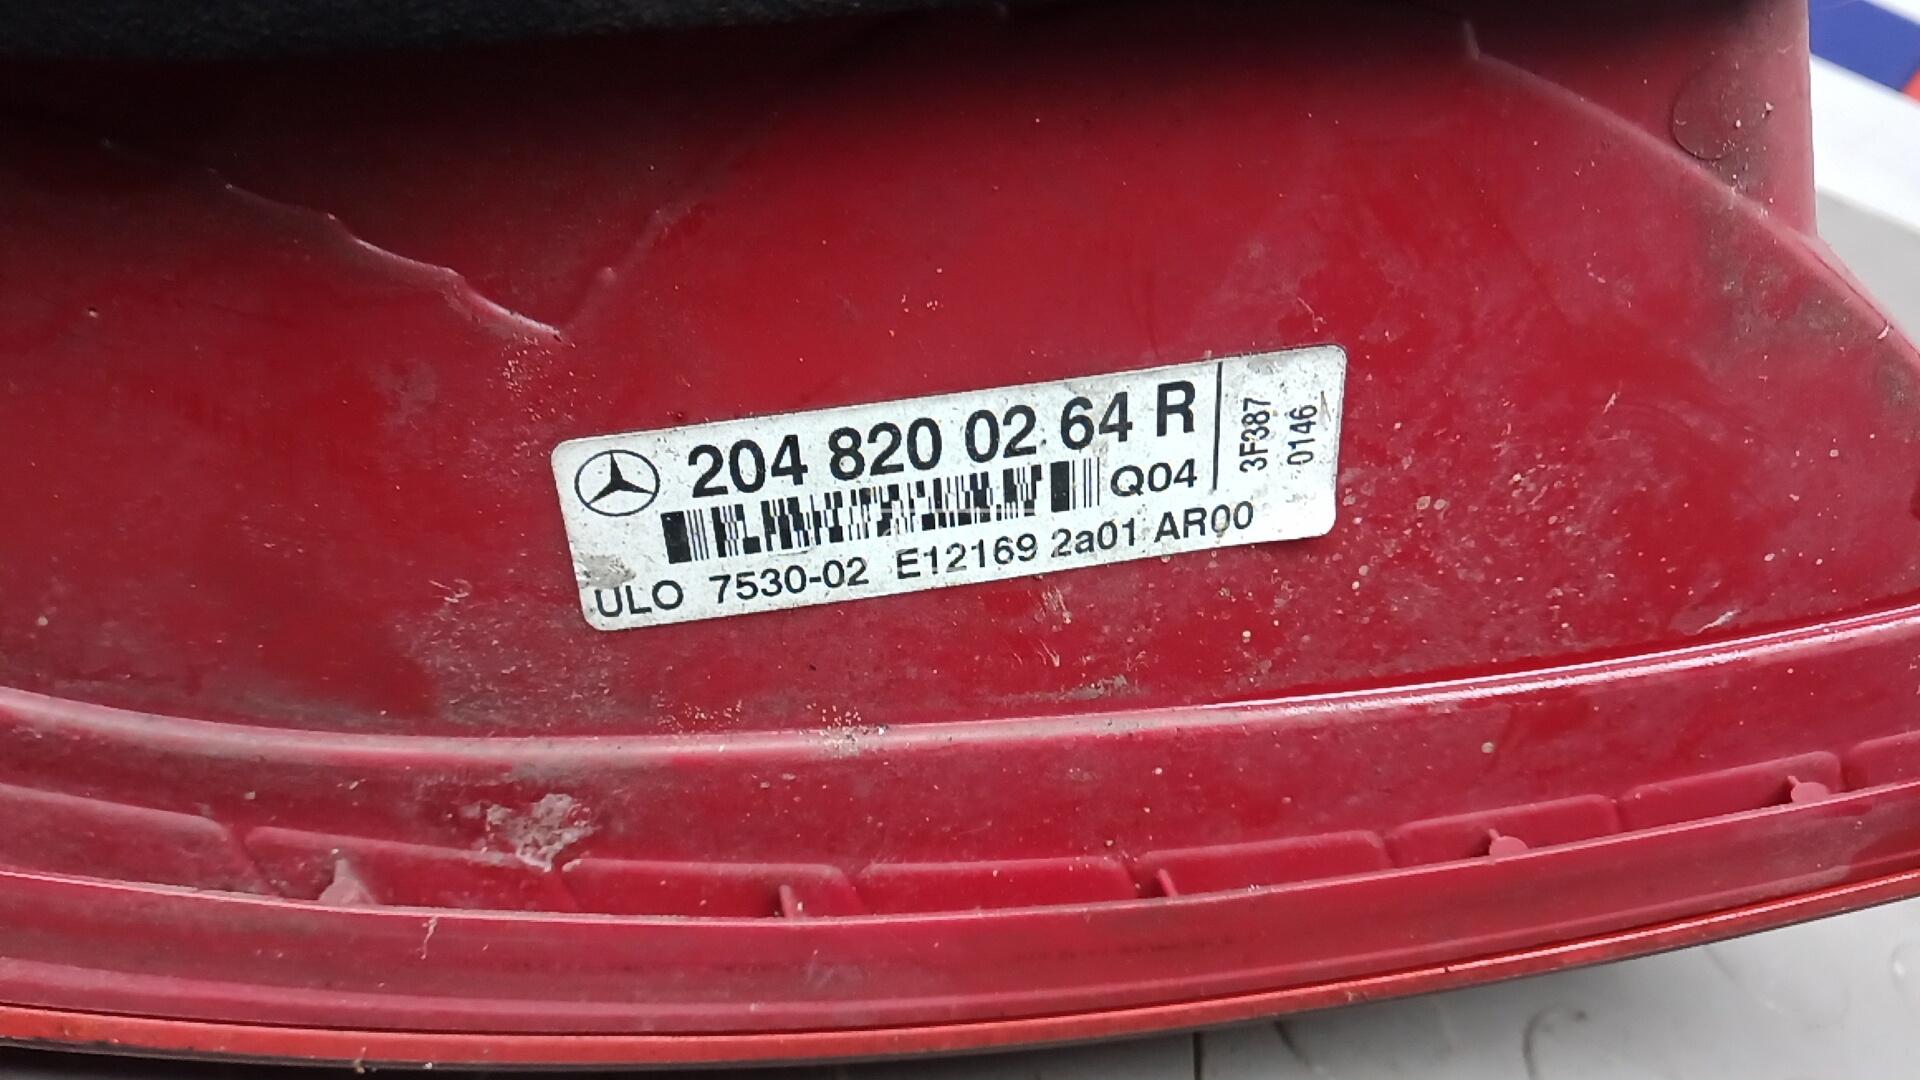 204 820 02 64 R
Q04
ULO 7530-02 E12169 2a01 AR00
3F387
0146